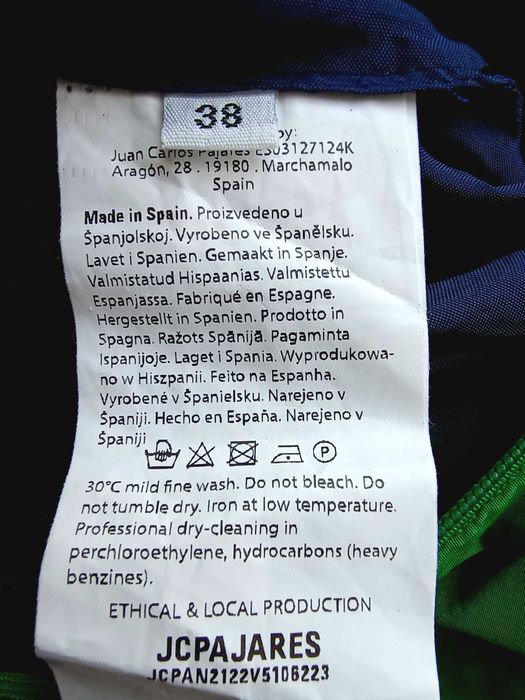 38
by:
Juan Carlos Pajares ES03127124K
Aragón, 28 . 19180 . Marchamalo
Spain
Made in Spain. Proizvedeno u
Španjolskoj. Vyrobeno ve Španělsku.
Lavet i Spanien. Gemaakt in Spanje.
Valmistatud Hispaanias. Valmistettu
Espanjassa. Fabriqué en Espagne.
Hergestellt in Spanien. Prodotto in
Spagna. Ražots Spānijā. Pagaminta
Ispanijoje. Laget i Spania. Wyprodukowa-
no w Hiszpanii. Feito na Espanha.
Vyrobené v Španielsku. Narejeno v
Španiji. Hecho en España. Narejeno v
Španiji
P
30°C mild fine wash. Do not bleach. Do
not tumble dry. Iron at low temperature.
Professional dry-cleaning in
perchloroethylene, hydrocarbons (heavy
benzines).
ETHICAL & LOCAL PRODUCTION
JCPAJARES
JCPAN2122V5106223